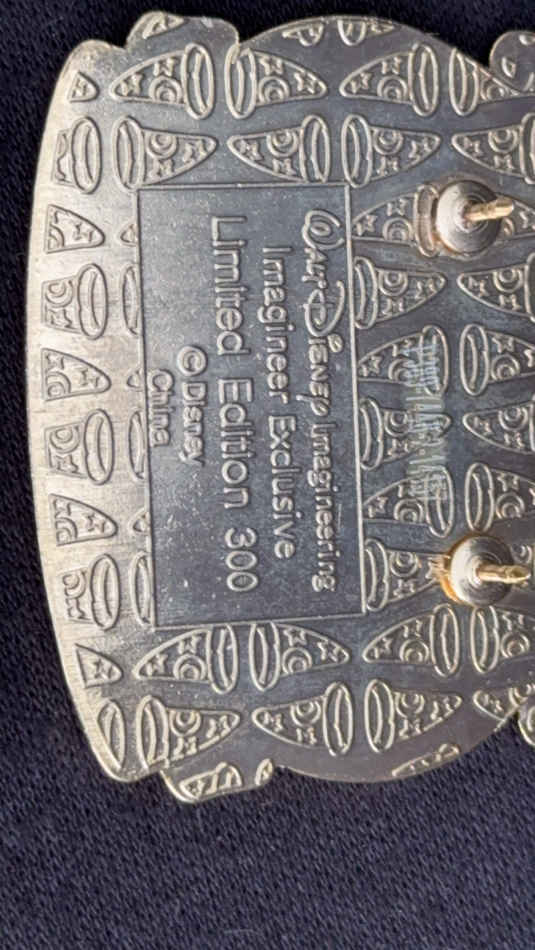 Walt Disney Imagineering
Imagineer Exclusive
Limited Edition 300
©Disney
China